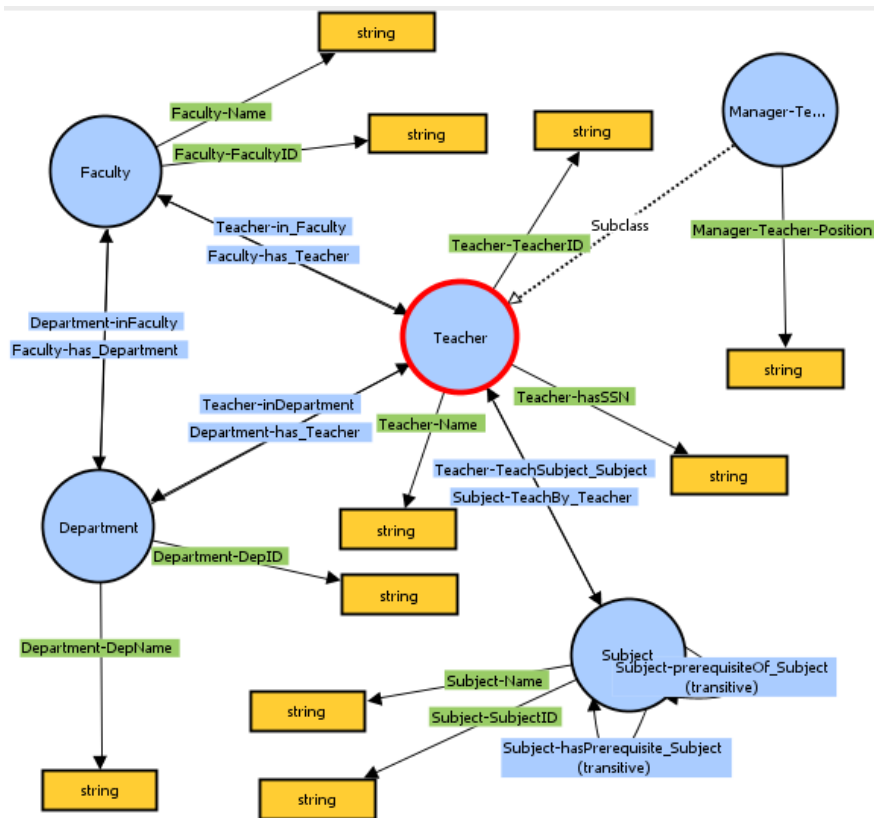 string
Faculty-Name
string
Faculty-FacultyID
string
Manager-Te...
Faculty
Teacher-in_Faculty
Faculty-has_Teacher
Teacher-TeacherID
Subclass
Manager-Teacher-Position
Department-inFaculty
Faculty-has_Department
Teacher
string
Teacher-inDepartment
Department-has_Teacher
Teacher-Name
Teacher-hasSSN
Teacher-TeachSubject_Subject
Subject-TeachBy_Teacher
string
Department
string
Department-DepID
string
Department-DepName
Subject
Subject-prerequisiteOf_Subject
(transitive)
Subject-Name
string
Subject-SubjectID
Subject-hasPrerequisite_Subject
(transitive)
string
string